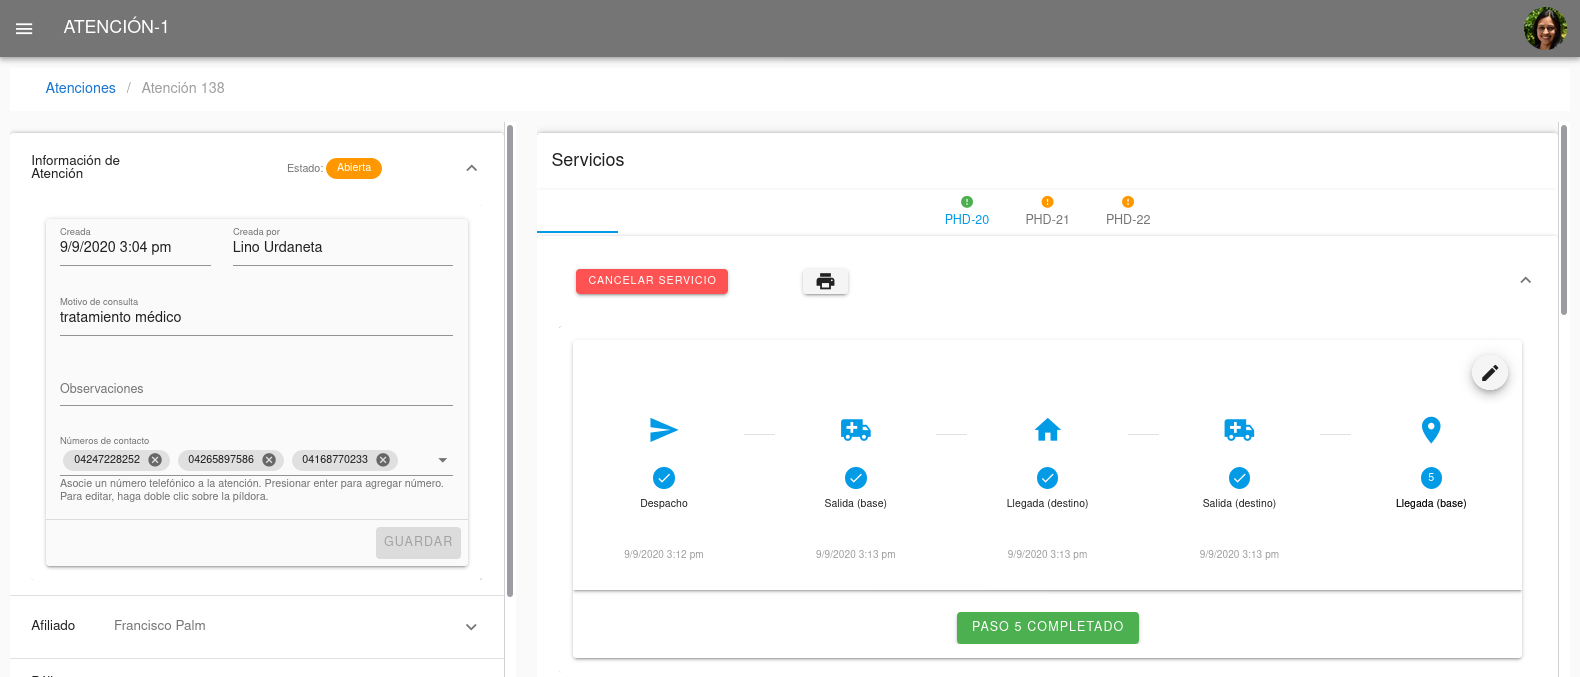 ATENCIÓN-1
Atenciones / Atención 138
Información de
Atención
Estado: Abierta
Creada
9/9/2020 3:04 pm
Creada por
Lino Urdaneta
Motivo de consulta
tratamiento médico
Observaciones
Números de contacto
04247228252 04265897586 04168770233
Asocie un número telefónico a la atención. Presionar enter para agregar número.
Para editar, haga doble clic sobre la píldora.
GUARDAR
Afiliado Francisco Palm
Servicios
PHD-20 PHD-21 PHD-22
CANCELAR SERVICIO
5
Despacho Salida (base) Llegada (destino) Salida (destino) Llegada (base)
9/9/2020 3:12 pm 9/9/2020 3:13 pm 9/9/2020 3:13 pm 9/9/2020 3:13 pm
PASO 5 COMPLETADO